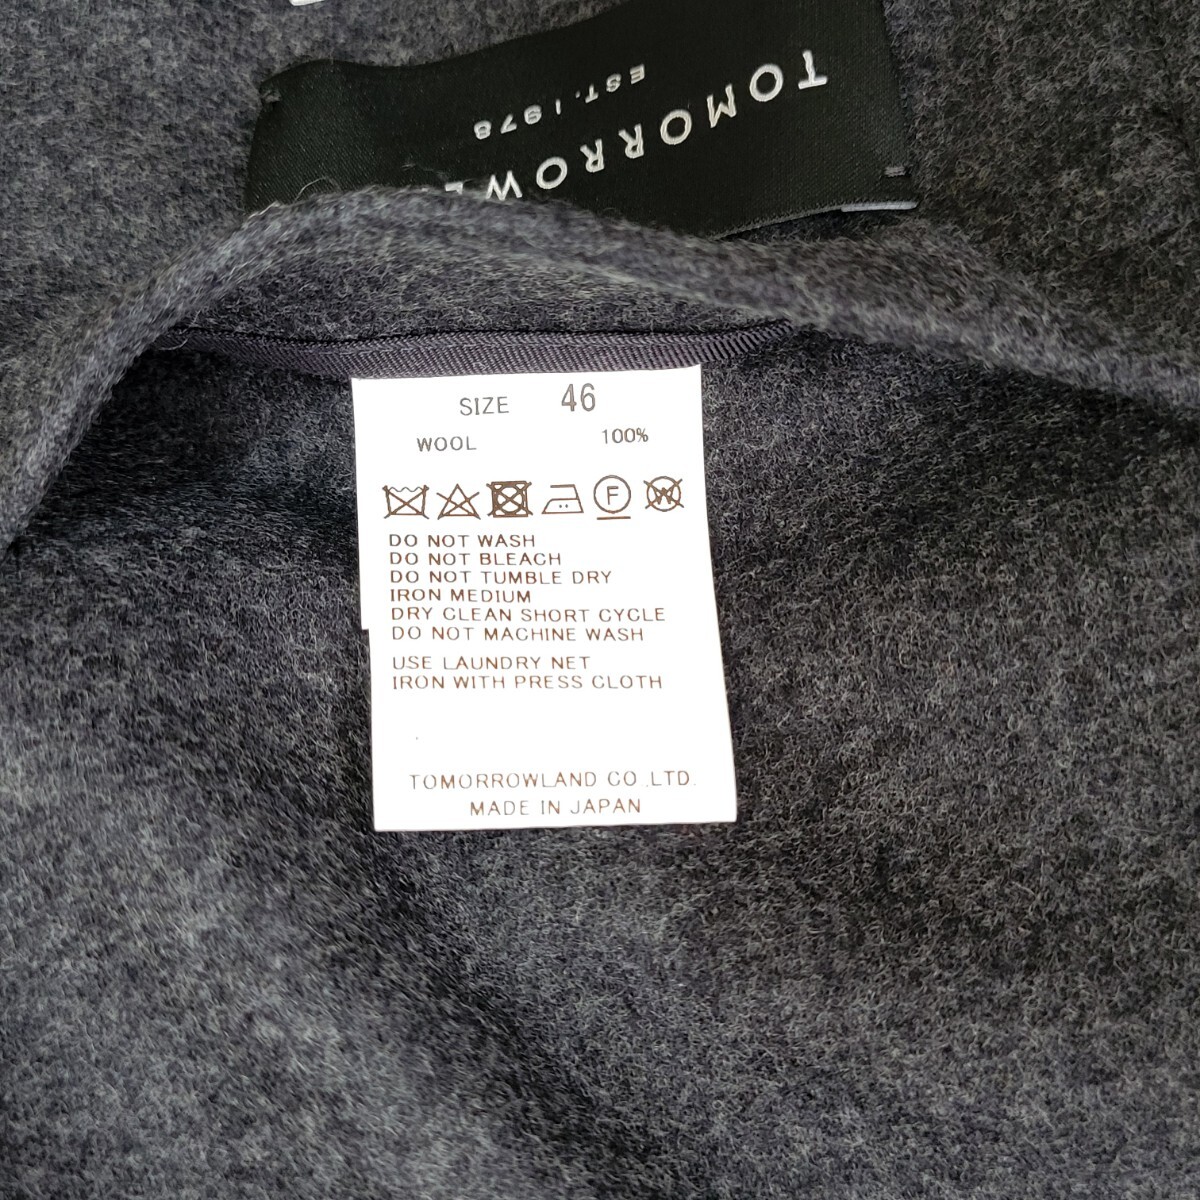 TOMORROW
EST. 1978
SIZE 46
WOOL 100%
F W
DO NOT WASH
DO NOT BLEACH
DO NOT TUMBLE DRY
IRON MEDIUM
DRY CLEAN SHORT CYCLE
DO NOT MACHINE WASH
USE LAUNDRY NET
IRON WITH PRESS CLOTH
TOMORROWLAND CO.,LTD.
MADE IN JAPAN